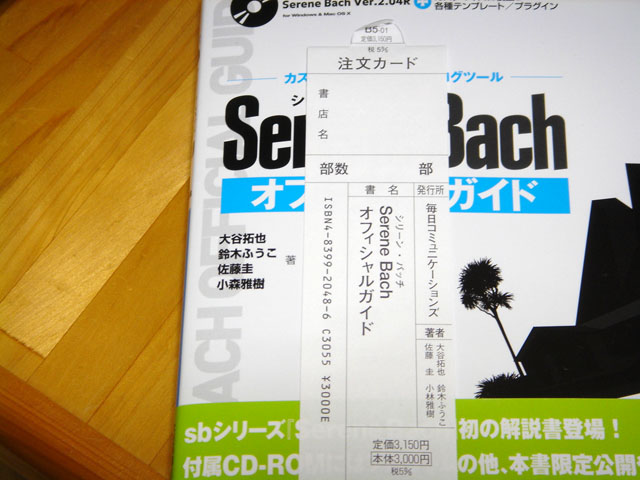 Serene Bach Ver.2.04R
for Windows & Mac OS X
各種テンプレート／プラグイン
B5-01
定価3,150円
税5%
注文カード
書店名
部数 部
書名
シリーン・バッチ
Serene Bach
オフィシャルガイド
発行所
毎日コミュニケーションズ
著者
大谷拓也 鈴木ふうこ
佐藤 圭 小林雅樹
ISBN4-8399-2048-6 C3055 ¥3000E
定価3,150円
本体3,000円
税5%
カス
グツール
シ
Ser
Bach
オフ
ガイド
大谷拓也
鈴木ふうこ
佐藤圭
小森雅樹
著
ACH OFFICIAL GUID
sbシリーズ『Seren
初の解説書登場！
付属CD-ROM
の他、本書限定公開